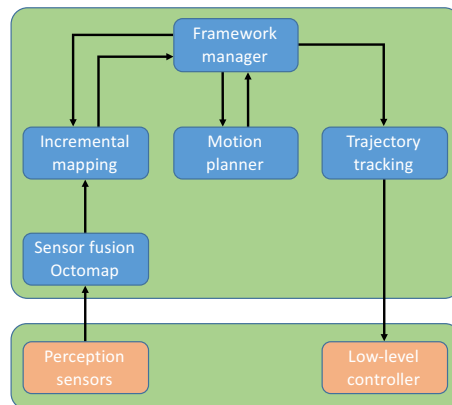 Framework
manager
Incremental
mapping
Motion
planner
Trajectory
tracking
Sensor fusion
Octomap
Perception
sensors
Low-level
controller